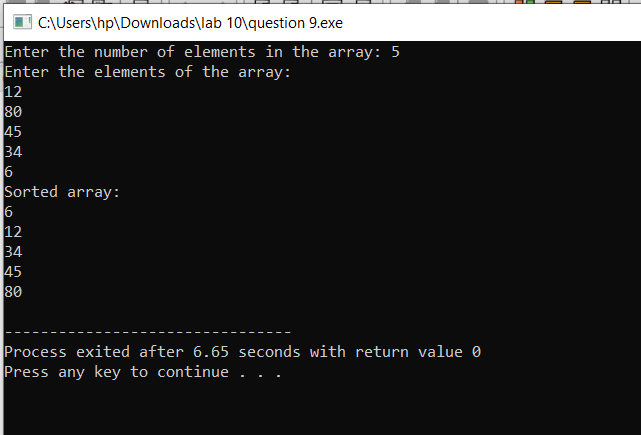 C:\Users\hp\Downloads\lab 10\question 9.exe
Enter the number of elements in the array: 5
Enter the elements of the array:
12
80
45
34
6
Sorted array:
6
12
34
45
80
--------------------------------
Process exited after 6.65 seconds with return value 0
Press any key to continue . . .